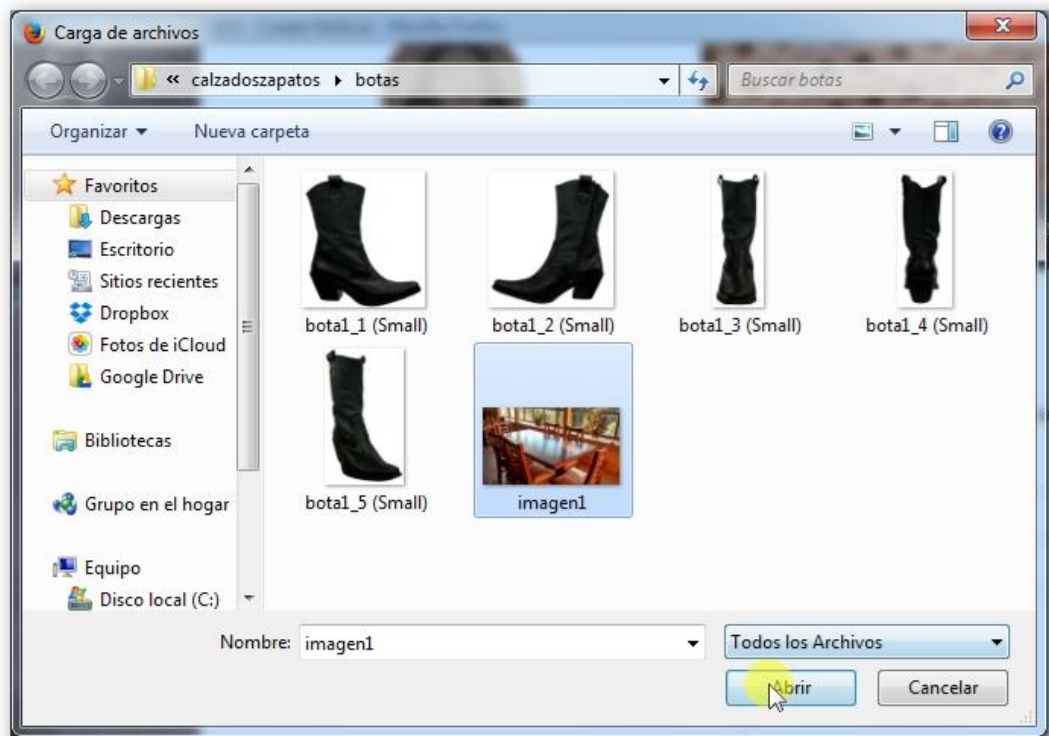 Carga de archivos
« calzadoszapatos ▸ botas
Buscar botas
Organizar
Nueva carpeta
Favoritos
Descargas
Escritorio
Sitios recientes
Dropbox
Fotos de iCloud
Google Drive
Bibliotecas
Grupo en el hogar
Equipo
Disco local (C:)
bota1_1 (Small)
bota1_2 (Small)
bota1_3 (Small)
bota1_4 (Small)
bota1_5 (Small)
imagen1
Nombre: imagen1
Todos los Archivos
Abrir
Cancelar